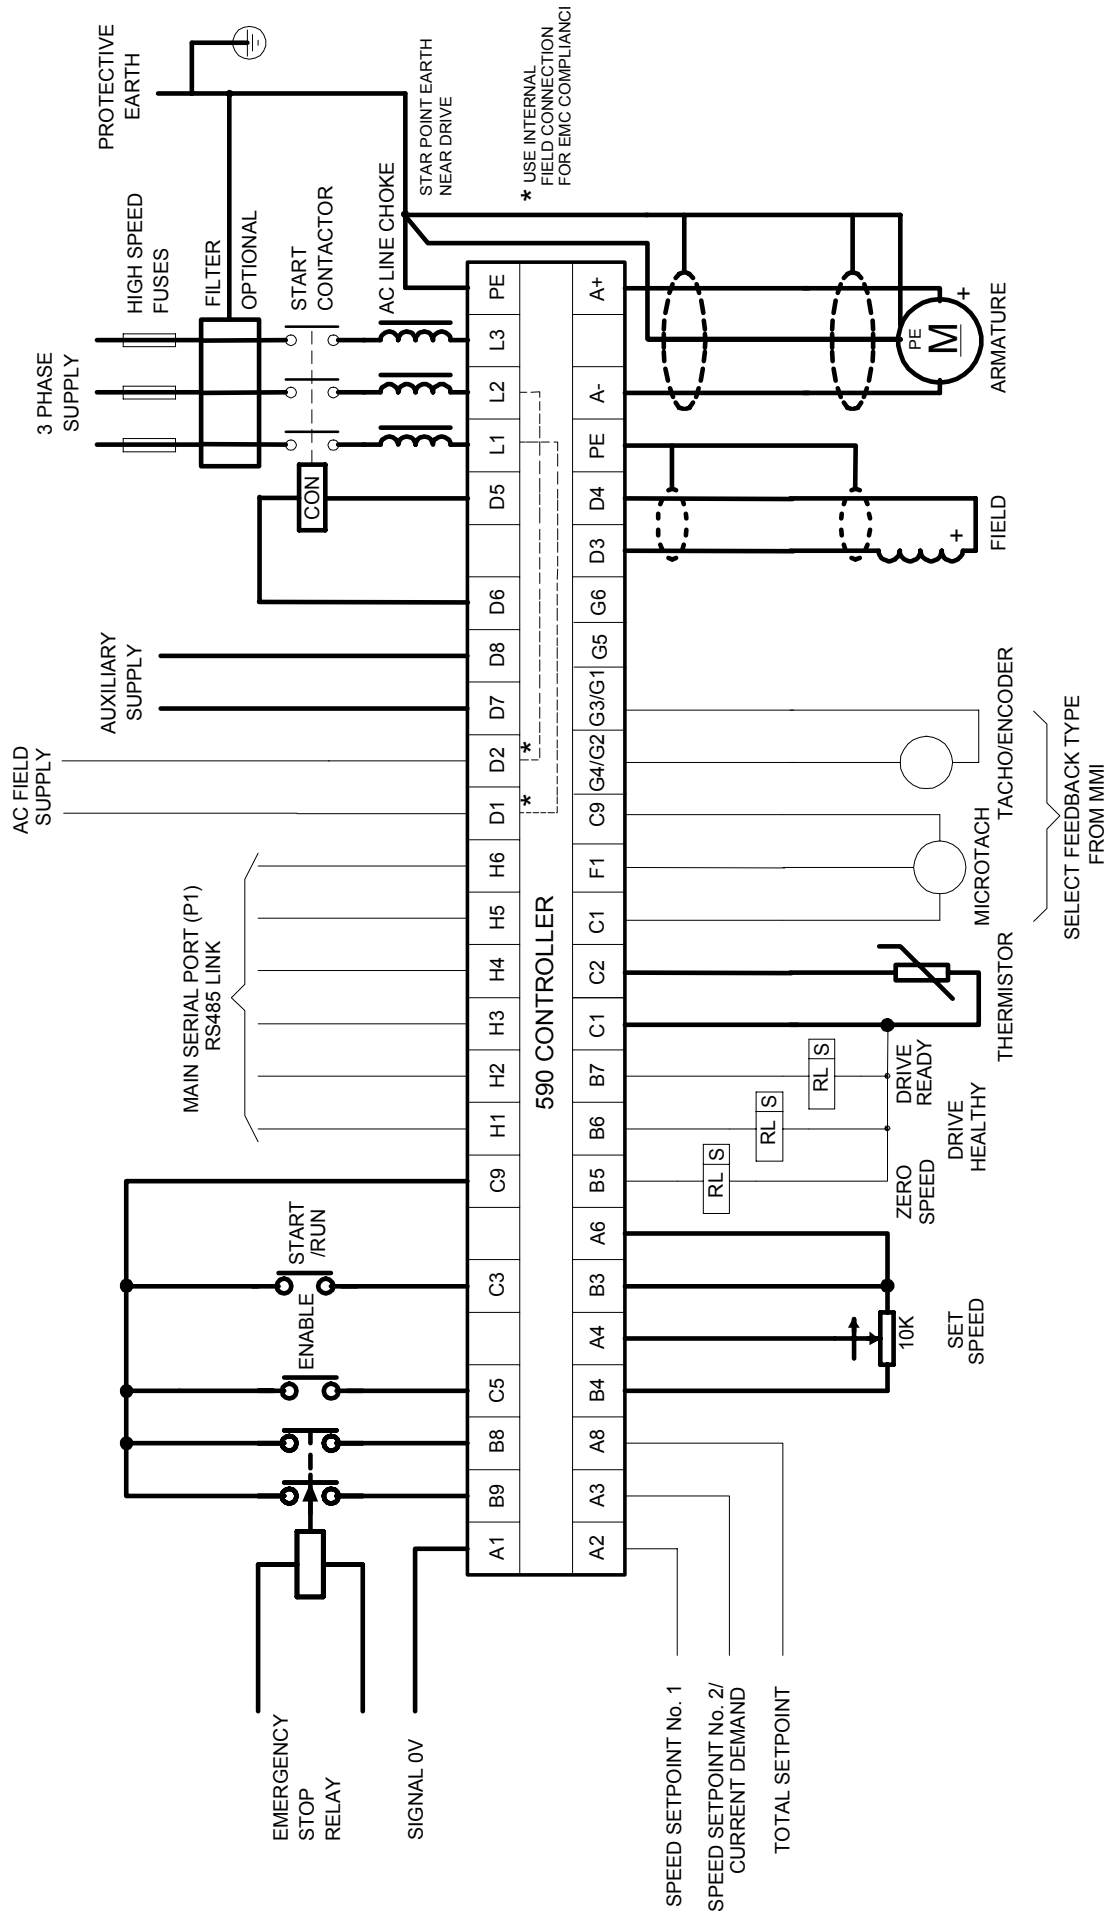 PROTECTIVE
EARTH
3 PHASE
SUPPLY
HIGH SPEED
FUSES
FILTER
OPTIONAL
START
CONTACTOR
AC LINE CHOKE
STAR POINT EARTH
NEAR DRIVE
* USE INTERNAL
FIELD CONNECTION
FOR EMC COMPLIANCI
CON
AUXILIARY
SUPPLY
AC FIELD
SUPPLY
MAIN SERIAL PORT (P1)
RS485 LINK
START
/RUN
ENABLE
EMERGENCY
STOP
RELAY
SIGNAL 0V
A1
B9
B8
C5
C3
C9
H1
H2
H3
H4
H5
H6
D1
*
D2
*
D7
D8
D6
D5
L1
L2
L3
PE
590 CONTROLLER
A2
A3
A8
B4
A4
B3
A6
B5
B6
B7
C1
C2
C1
F1
C9
G4/G2
G3/G1
G5
G6
D3
D4
PE
A-
A+
SPEED SETPOINT No. 1
SPEED SETPOINT No. 2/
CURRENT DEMAND
TOTAL SETPOINT
10K
SET
SPEED
RL S
RL S
RL S
ZERO
SPEED
DRIVE
HEALTHY
DRIVE
READY
THERMISTOR
MICROTACH
TACHO/ENCODER
SELECT FEEDBACK TYPE
FROM MMI
+
FIELD
PE
M
+
ARMATURE